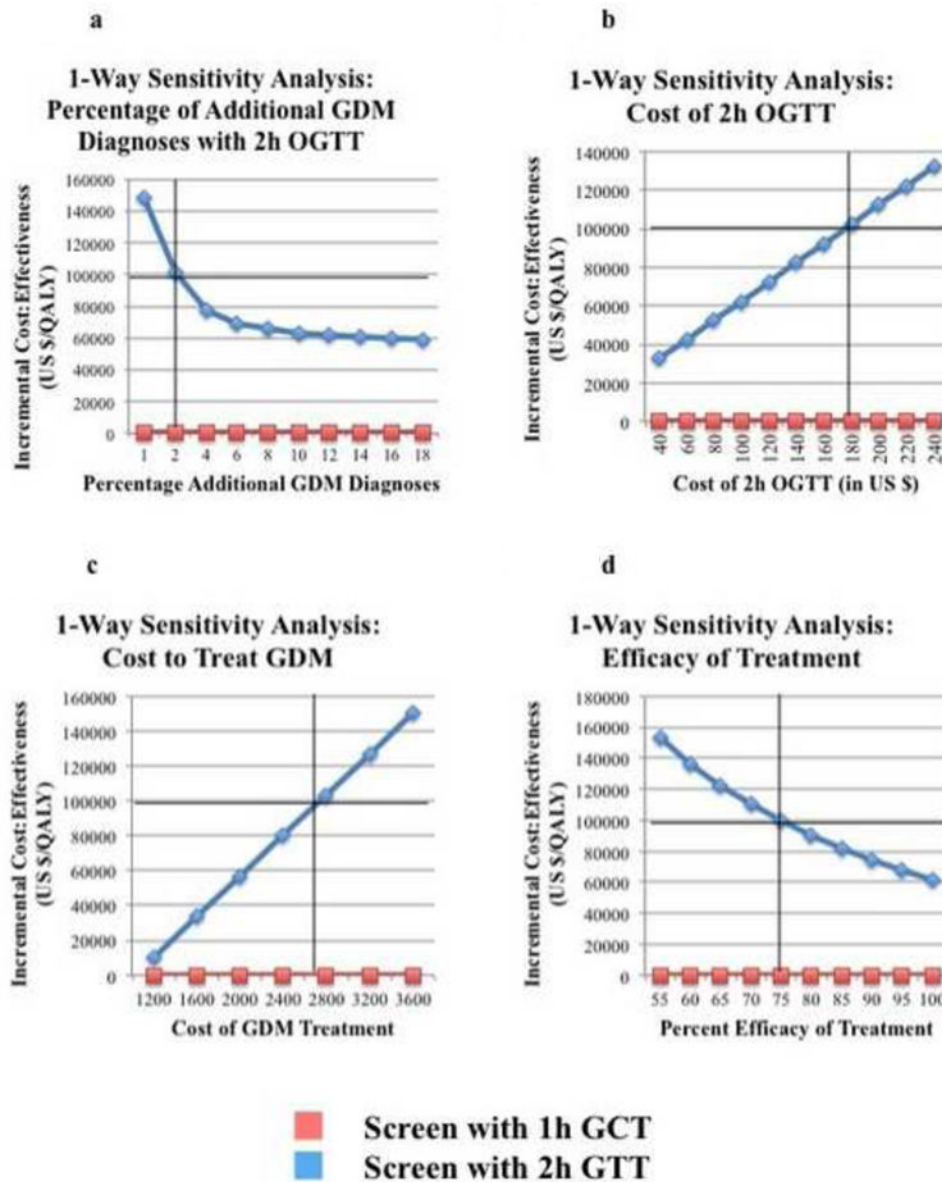 a
1-Way Sensitivity Analysis:
Percentage of Additional GDM
Diagnoses with 2h OGTT
Incremental Cost:Effectiveness
(US $/QALY)
160000
140000
120000
100000
80000
60000
40000
20000
0
1 2 4 6 8 10 12 14 16 18
Percentage Additional GDM Diagnoses
b
1-Way Sensitivity Analysis:
Cost of 2h OGTT
Incremental Cost:Effectiveness
(US $/QALY)
140000
120000
100000
80000
60000
40000
20000
0
40 60 80 100 120 140 160 180 200 220 240
Cost of 2h OGTT (in US $)
c
1-Way Sensitivity Analysis:
Cost to Treat GDM
Incremental Cost:Effectiveness
(US $/QALY)
160000
140000
120000
100000
80000
60000
40000
20000
0
1200 1600 2000 2400 2800 3200 3600
Cost of GDM Treatment
d
1-Way Sensitivity Analysis:
Efficacy of Treatment
Incremental Cost:Effectiveness
(US $/QALY)
180000
160000
140000
120000
100000
80000
60000
40000
20000
0
55 60 65 70 75 80 85 90 95 100
Percent Efficacy of Treatment
Screen with 1h GCT
Screen with 2h GTT